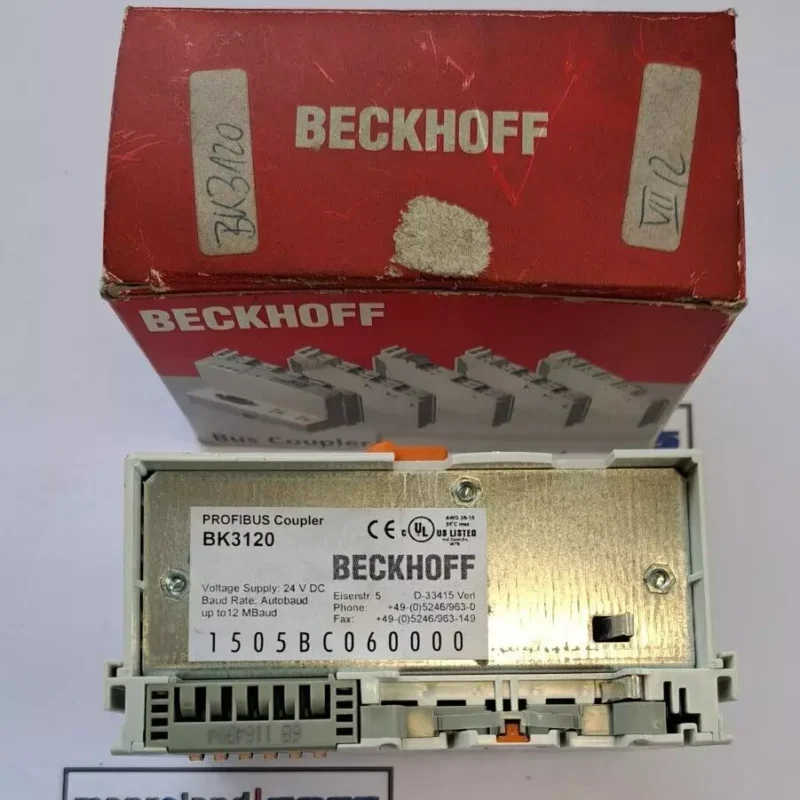 BECKHOFF
BK3120
VII/2
BECKHOFF
Bus Coupler
PROFIBUS Coupler
BK3120
CE c UL US LISTED
BECKHOFF
Voltage Supply: 24 V DC
Baud Rate: Autobaud
up to 12 MBaud
Eiserstr. 5 D-33415 Verl
Phone: +49-(0)5246/963-0
Fax: +49-(0)5246/963-149
1505BC060000